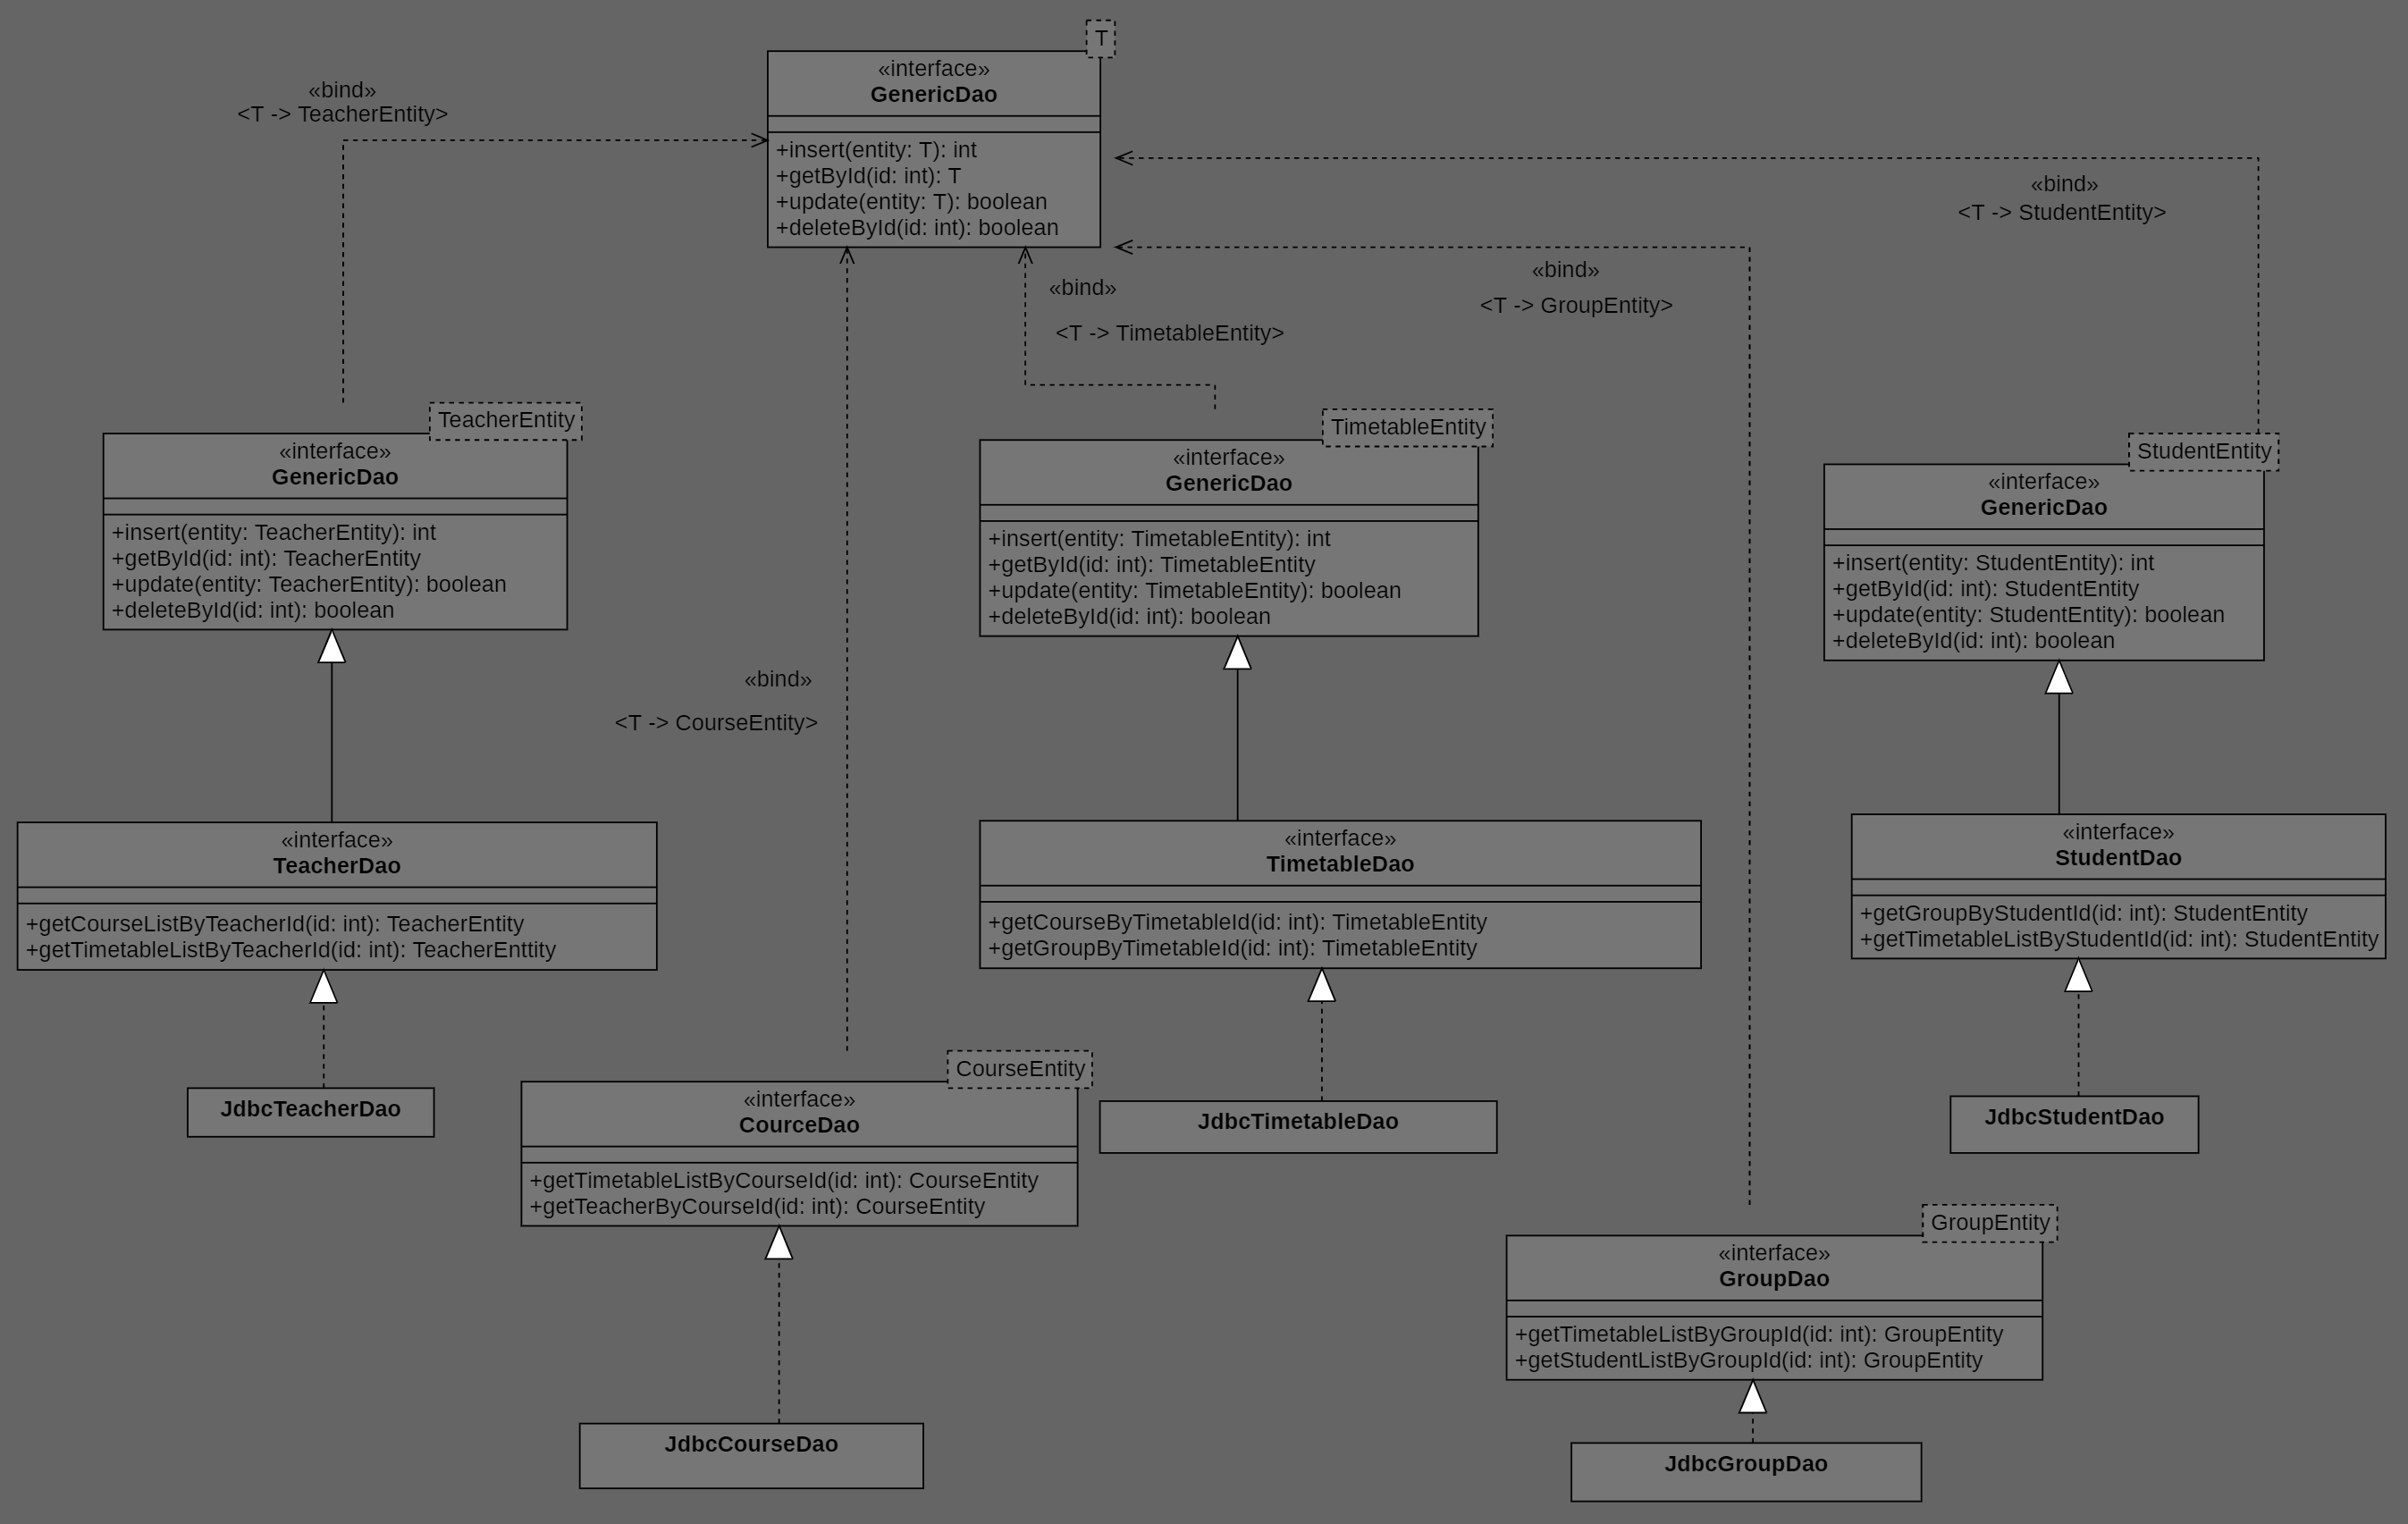 T
«interface»
GenericDao
+insert(entity: T): int
+getById(id: int): T
+update(entity: T): boolean
+deleteById(id: int): boolean
«bind»
<T -> TeacherEntity>
«bind»
<T -> StudentEntity>
«bind»
<T -> GroupEntity>
«bind»
<T -> TimetableEntity>
TeacherEntity
«interface»
GenericDao
+insert(entity: TeacherEntity): int
+getById(id: int): TeacherEntity
+update(entity: TeacherEntity): boolean
+deleteById(id: int): boolean
TimetableEntity
«interface»
GenericDao
+insert(entity: TimetableEntity): int
+getById(id: int): TimetableEntity
+update(entity: TimetableEntity): boolean
+deleteById(id: int): boolean
StudentEntity
«interface»
GenericDao
+insert(entity: StudentEntity): int
+getById(id: int): StudentEntity
+update(entity: StudentEntity): boolean
+deleteById(id: int): boolean
«bind»
<T -> CourseEntity>
«interface»
TeacherDao
+getCourseListByTeacherId(id: int): TeacherEntity
+getTimetableListByTeacherId(id: int): TeacherEnttity
«interface»
TimetableDao
+getCourseByTimetableId(id: int): TimetableEntity
+getGroupByTimetableId(id: int): TimetableEntity
«interface»
StudentDao
+getGroupByStudentId(id: int): StudentEntity
+getTimetableListByStudentId(id: int): StudentEntity
JdbcTeacherDao
CourseEntity
«interface»
CourceDao
+getTimetableListByCourseId(id: int): CourseEntity
+getTeacherByCourseId(id: int): CourseEntity
JdbcTimetableDao
JdbcStudentDao
GroupEntity
«interface»
GroupDao
+getTimetableListByGroupId(id: int): GroupEntity
+getStudentListByGroupId(id: int): GroupEntity
JdbcCourseDao
JdbcGroupDao